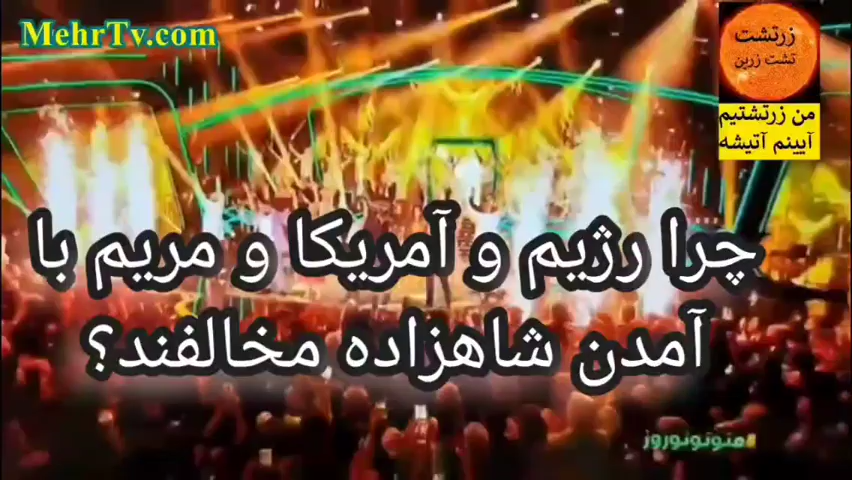 MehrTv.com
زرتشت
تشت زرین
من زرتشتیم
آیینم آتیشه
چرا رژیم و آمریکا و مریم با
آمدن شاهزاده مخالفند؟
#منوتونوروز